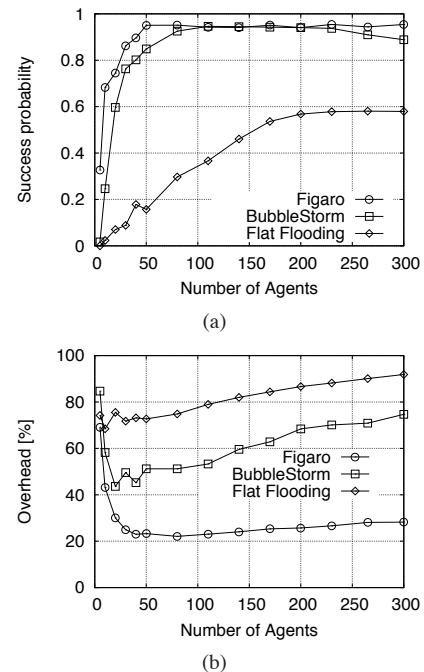 1
0.8
0.6
0.4
0.2
0
Success probability
Figaro
BubbleStorm
Flat Flooding
0 50 100 150 200 250 300
Number of Agents
(a)
100
80
60
40
20
0
Overhead [%]
Figaro
BubbleStorm
Flat Flooding
0 50 100 150 200 250 300
Number of Agents
(b)